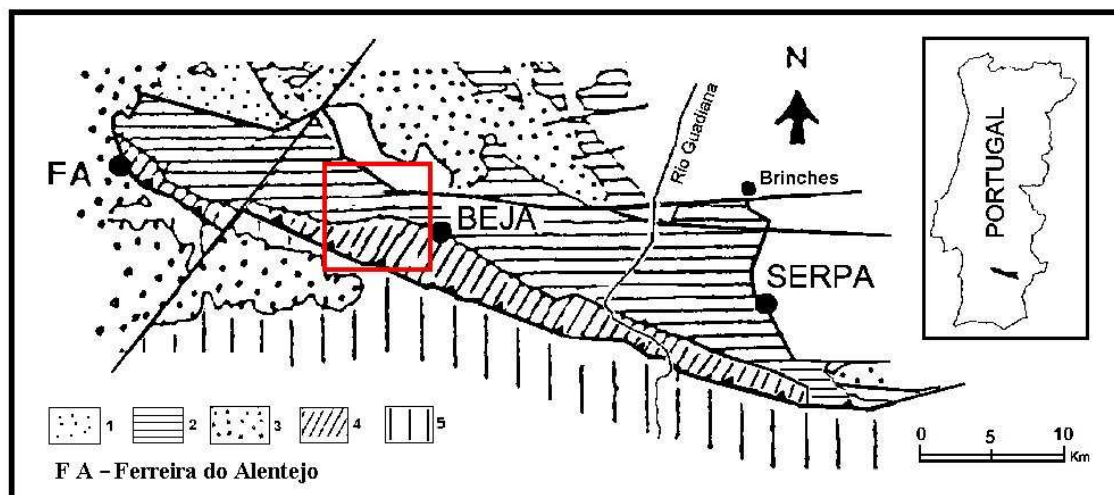 N
Rio Guadiana
PORTUGAL
FA
Brinches
BEJA
SERPA
1 2 3 4 5
0 5 10
Km
F A – Ferreira do Alentejo